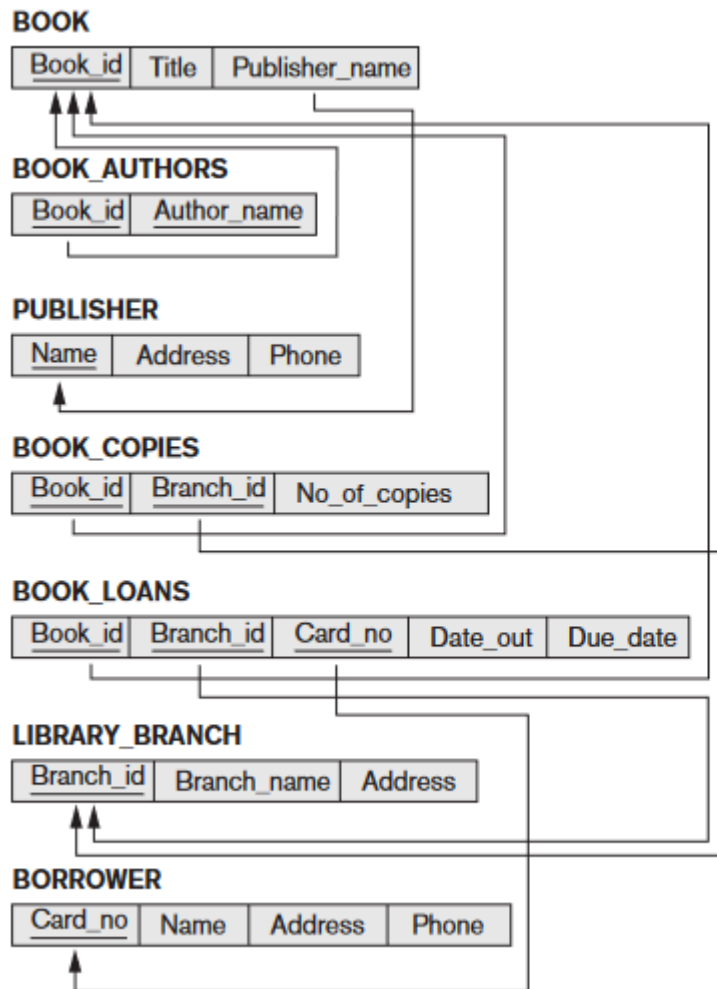 BOOK
Book_id Title Publisher_name
BOOK_AUTHORS
Book_id Author_name
PUBLISHER
Name Address Phone
BOOK_COPIES
Book_id Branch_id No_of_copies
BOOK_LOANS
Book_id Branch_id Card_no Date_out Due_date
LIBRARY_BRANCH
Branch_id Branch_name Address
BORROWER
Card_no Name Address Phone